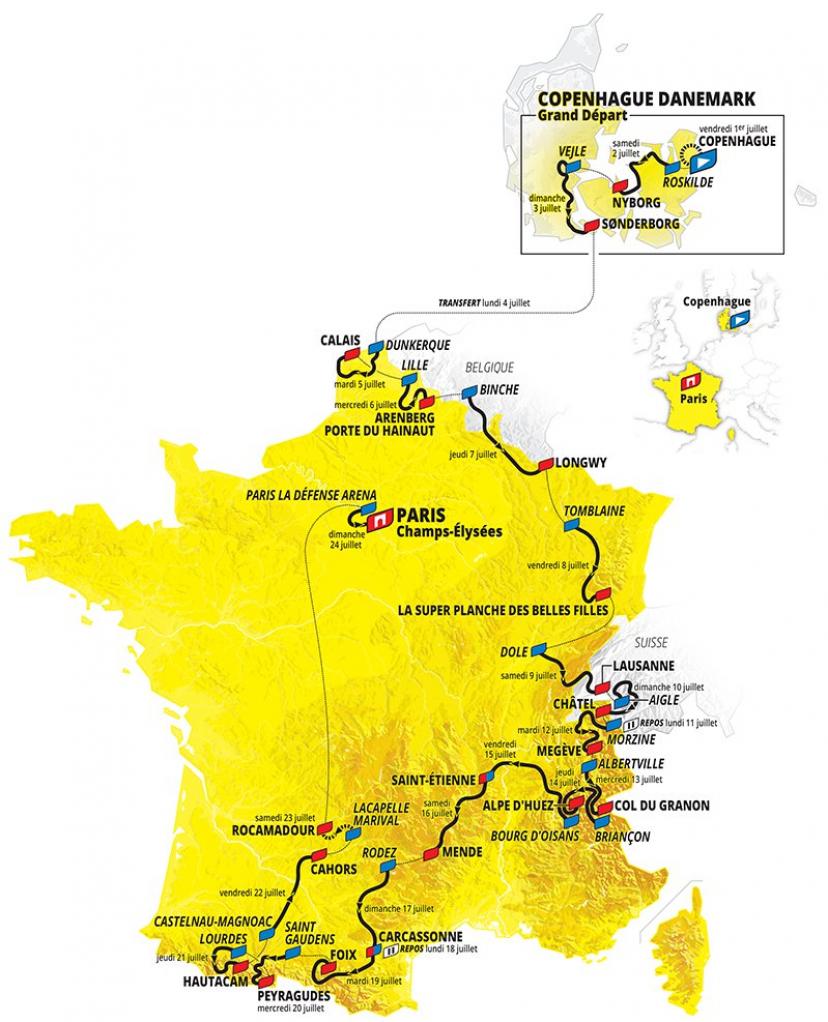 COPENHAGUE DANEMARK
Grand Départ
vendredi 1er juillet
COPENHAGUE
samedi
2 juillet
VEJLE
ROSKILDE
NYBORG
dimanche
3 juillet
SØNDERBORG
TRANSFERT lundi 4 juillet
Copenhague
Paris
CALAIS
DUNKERQUE
LILLE
mardi 5 juillet
BELGIQUE
BINCHE
mercredi 6 juillet
ARENBERG
PORTE DU HAINAUT
jeudi 7 juillet
LONGWY
PARIS LA DÉFENSE ARENA
PARIS
Champs-Élysées
dimanche
24 juillet
TOMBLAINE
vendredi 8 juillet
LA SUPER PLANCHE DES BELLES FILLES
SUISSE
DOLE
LAUSANNE
samedi 9 juillet
dimanche 10 juillet
AIGLE
CHÂTEL
REPOS lundi 11 juillet
mardi 12 juillet
MORZINE
MEGÈVE
vendredi
15 juillet
ALBERTVILLE
jeudi
14 juillet
mercredi 13 juillet
SAINT-ÉTIENNE
ALPE D'HUEZ
COL DU GRANON
samedi
16 juillet
BOURG D'OISANS
BRIANÇON
samedi 23 juillet
ROCAMADOUR
LACAPELLE
MARIVAL
RODEZ
MENDE
CAHORS
vendredi 22 juillet
dimanche 17 juillet
CASTELNAU-MAGNOAC
LOURDES
SAINT
GAUDENS
CARCASSONNE
REPOS lundi 18 juillet
jeudi 21 juillet
FOIX
HAUTACAM
mardi 19 juillet
PEYRAGUDES
mercredi 20 juillet